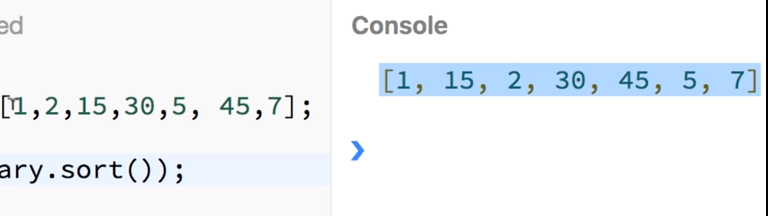 ed
[1,2,15,30,5, 45,7];
ary.sort());
Console
[1, 15, 2, 30, 45, 5, 7]
❯